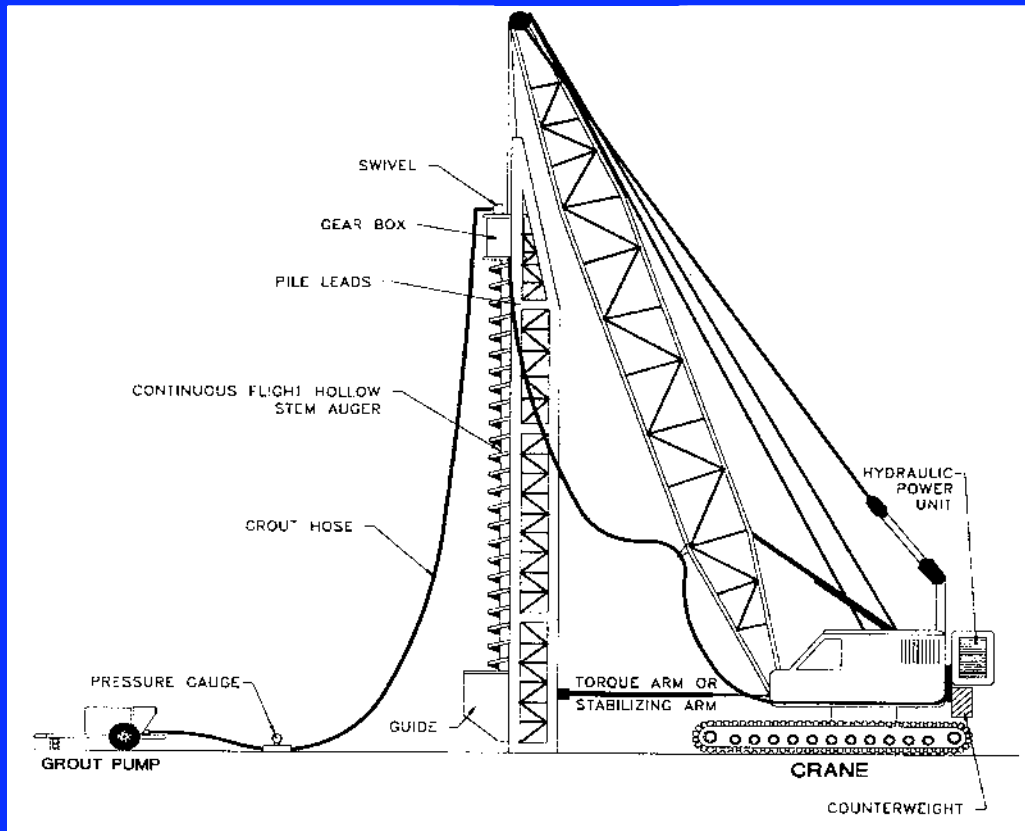 SWIVEL
GEAR BOX
PILE LEADS
CONTINUOUS FLIGHT HOLLOW
STEM AUGER
HYDRAULIC
POWER
UNIT
GROUT HOSE
PRESSURE GAUGE
TORQUE ARM OR
STABILIZING ARM
GUIDE
GROUT PUMP
CRANE
COUNTERWEIGHT